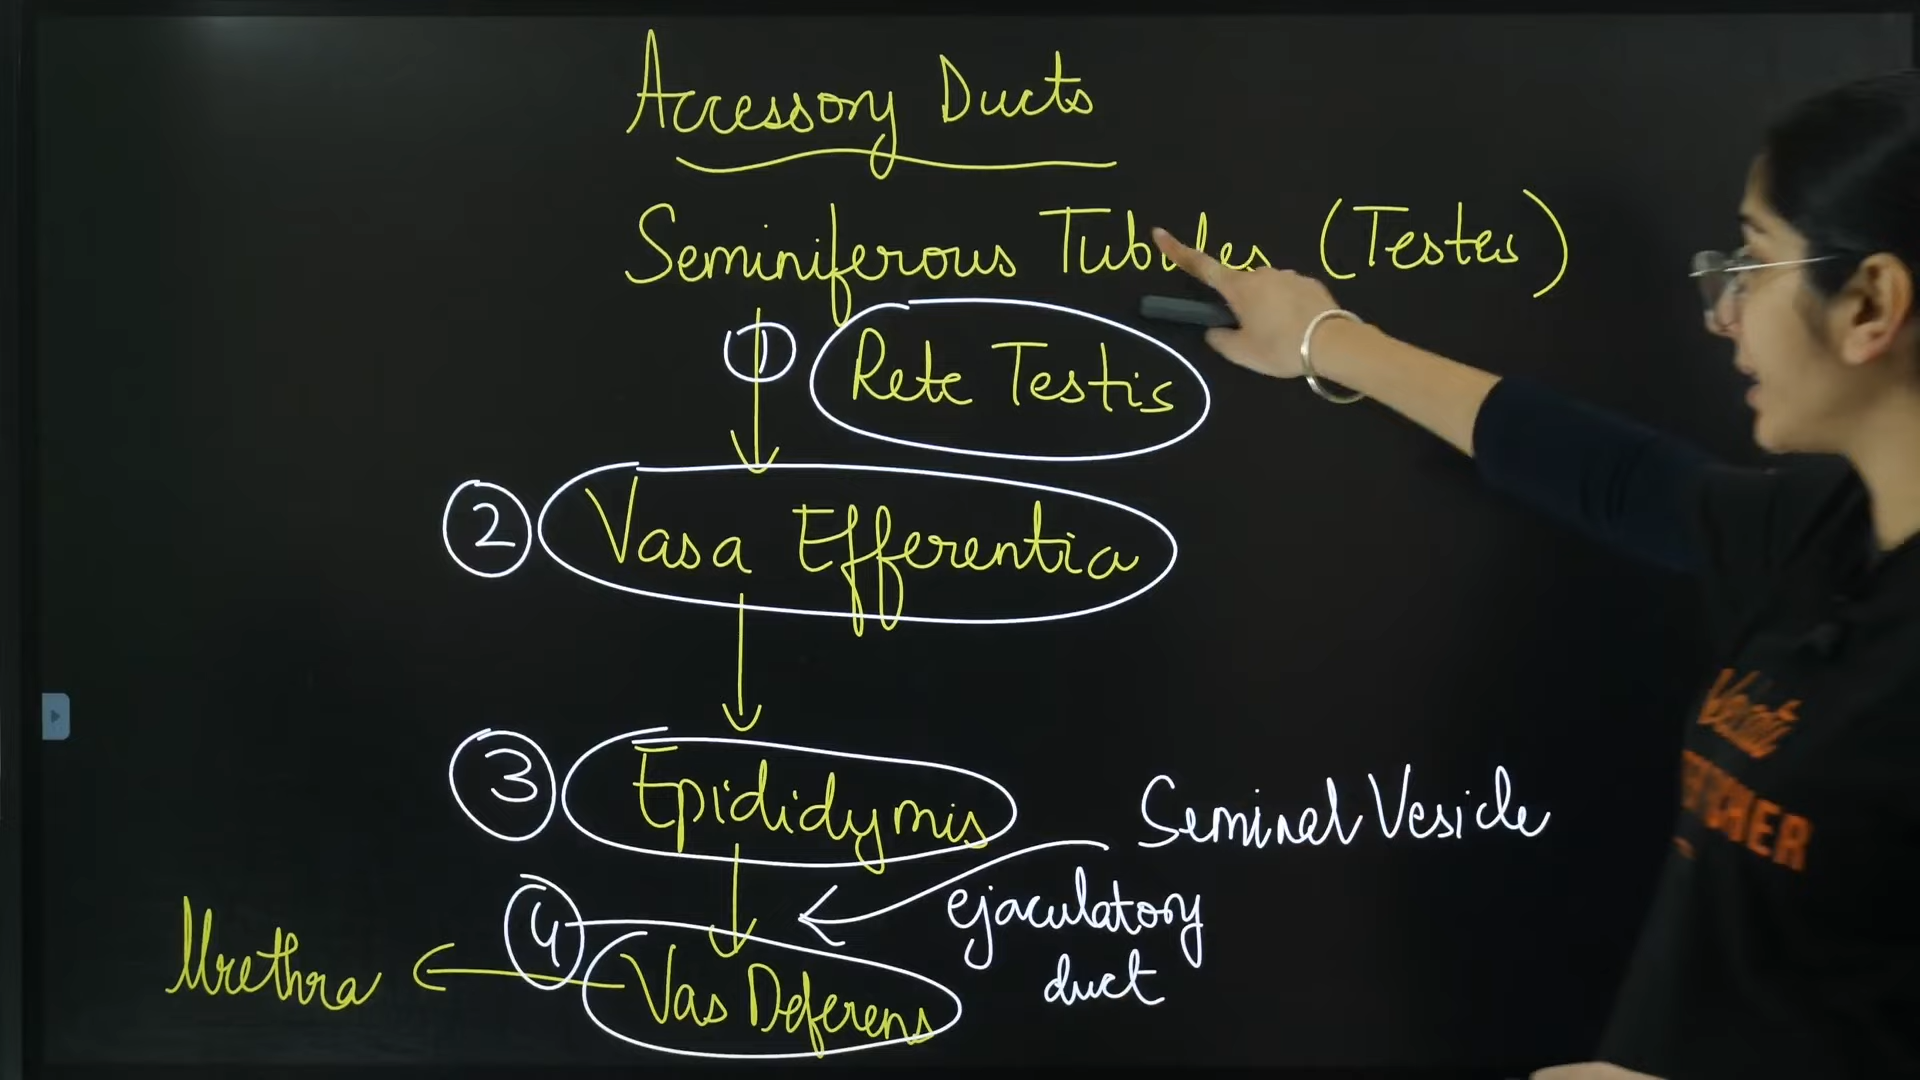 Accessory Ducts
Seminiferous Tubules (Testes)
1 Rete Testis
2 Vasa Efferentia
3 Epididymis
Seminal Vesicle
ejaculatory
duct
4 Vas Deferens
Urethra